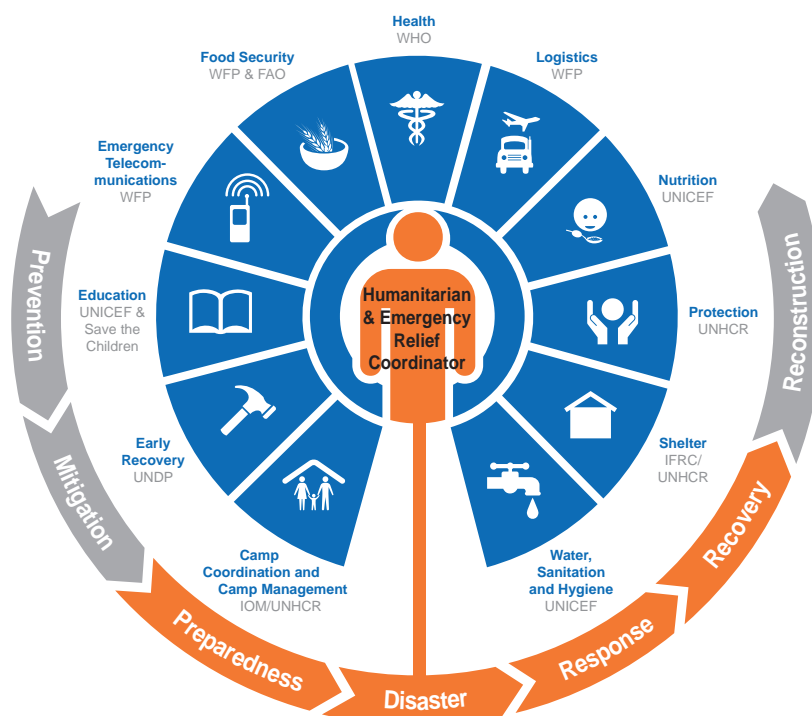 Health
WHO
Food Security
WFP & FAO
Logistics
WFP
Emergency
Telecom-
munications
WFP
Nutrition
UNICEF
Education
UNICEF &
Save the
Children
Protection
UNHCR
Humanitarian
& Emergency
Relief
Coordinator
Early
Recovery
UNDP
Shelter
IFRC/
UNHCR
Camp
Coordination and
Camp Management
IOM/UNHCR
Water,
Sanitation
and Hygiene
UNICEF
Prevention
Mitigation
Preparedness
Disaster
Response
Recovery
Reconstruction